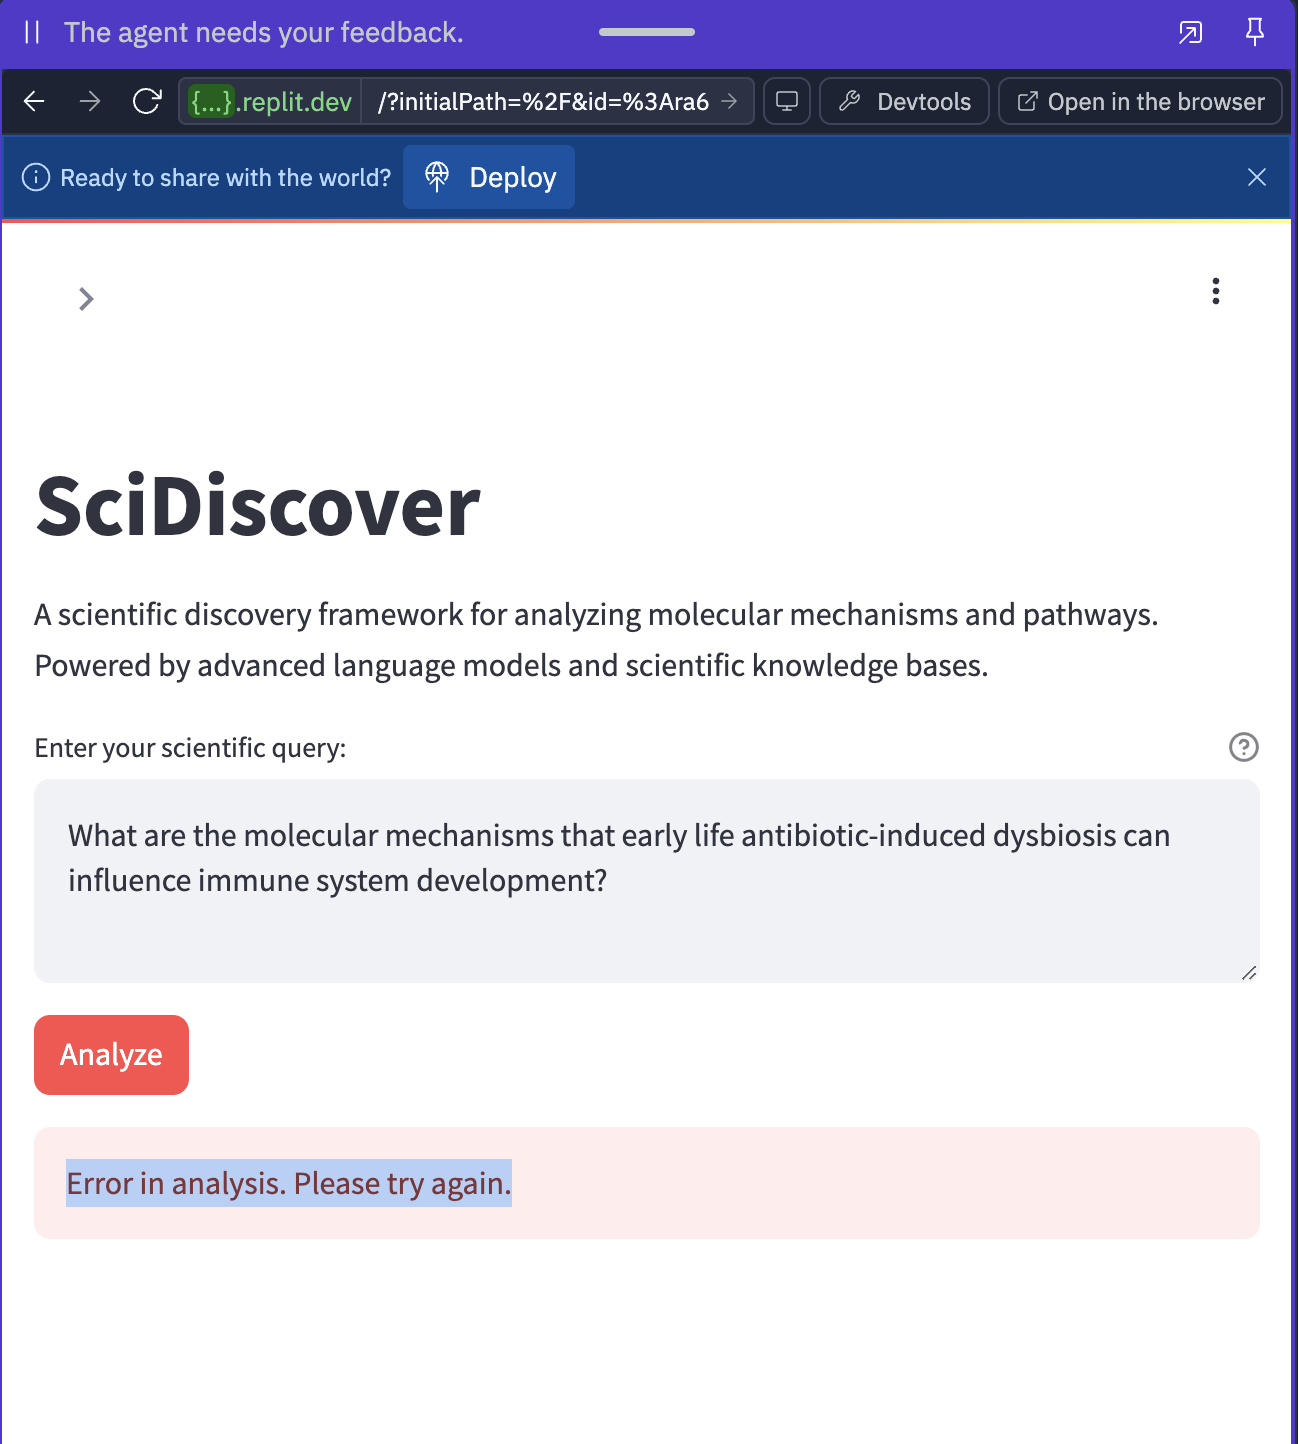 The agent needs your feedback.
{...}.replit.dev /?initialPath=%2F&id=%3Ara6 Devtools Open in the browser
Ready to share with the world? Deploy
SciDiscover
A scientific discovery framework for analyzing molecular mechanisms and pathways.
Powered by advanced language models and scientific knowledge bases.
Enter your scientific query:
What are the molecular mechanisms that early life antibiotic-induced dysbiosis can
influence immune system development?
Analyze
Error in analysis. Please try again.